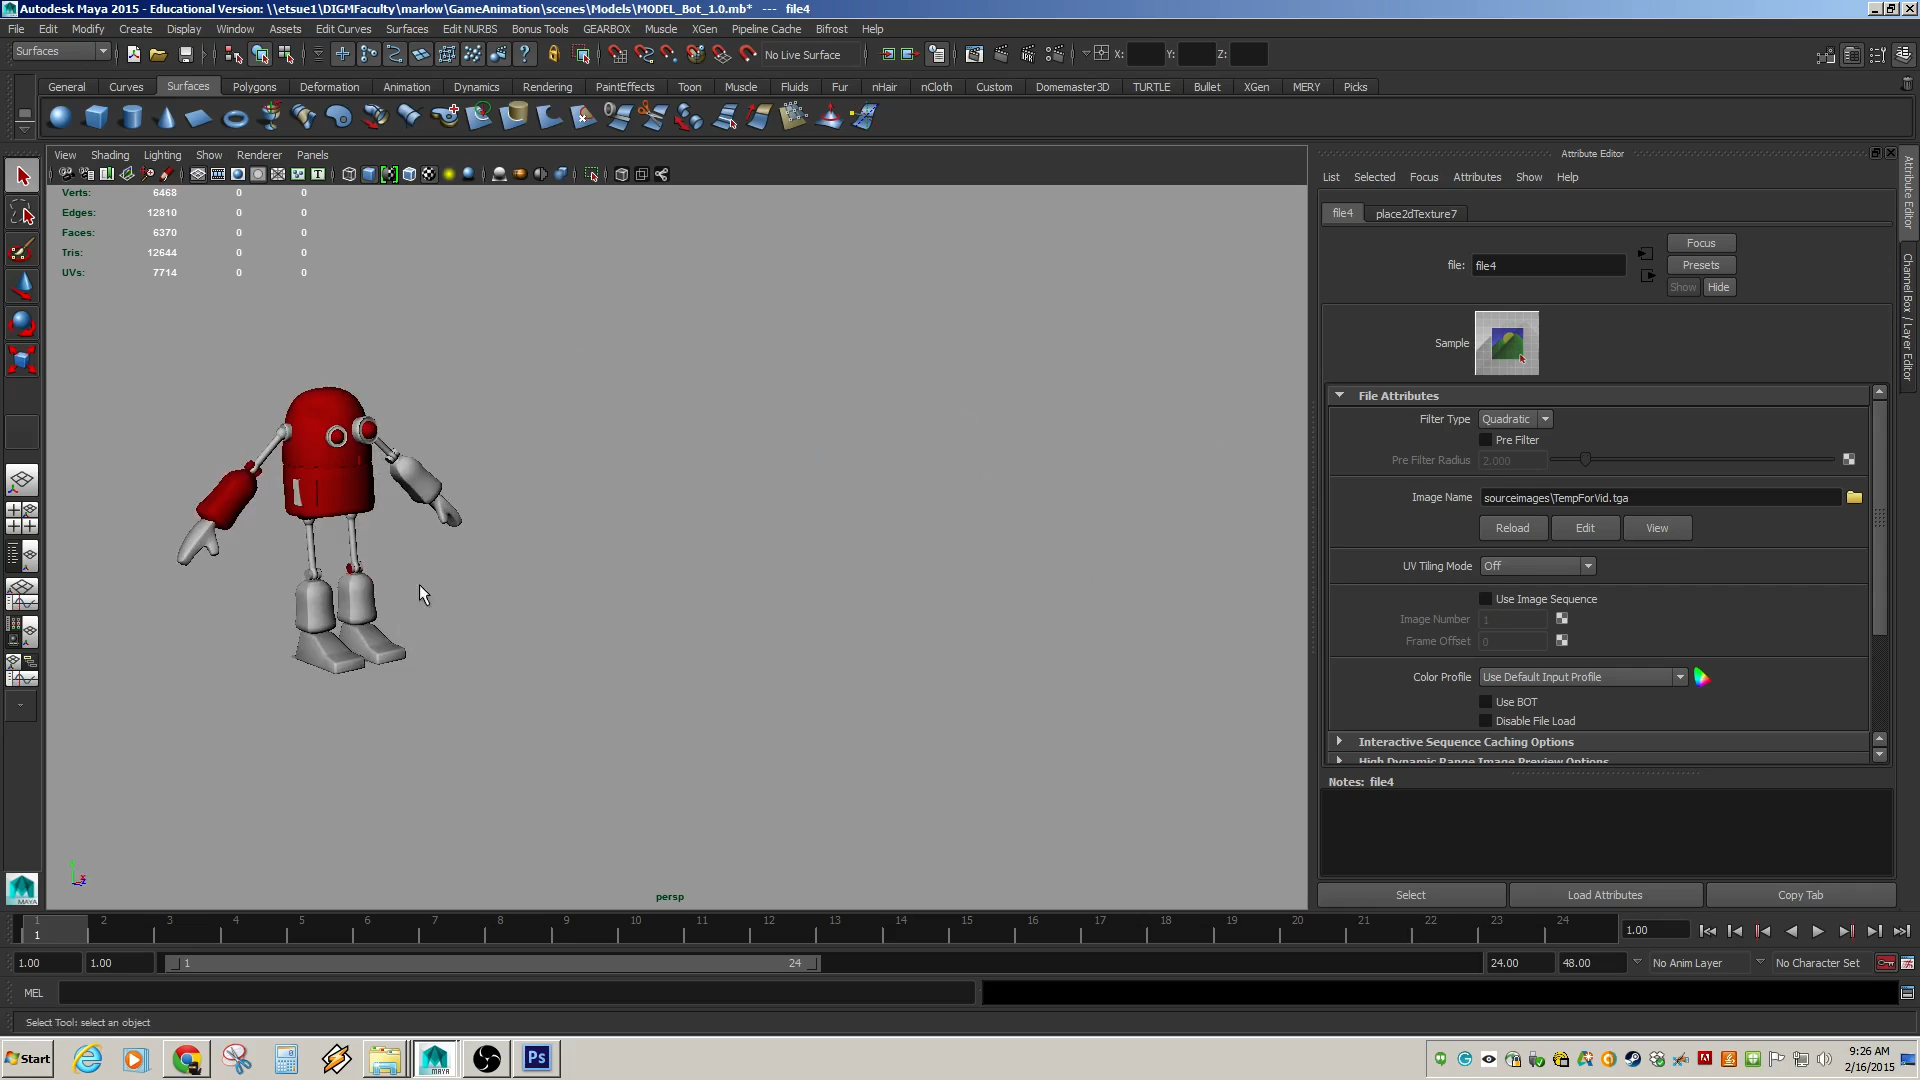 Autodesk Maya 2015 - Educational Version: \\etsue1\DIGMFaculty\marlow\GameAnimation\scenes\Models\MODEL_Bot_1.0.mb* --- file4
File Edit Modify Create Display Window Assets Edit Curves Surfaces Edit NURBS Bonus Tools GEARBOX Muscle XGen Pipeline Cache Bifrost Help
Surfaces No Live Surface X: Y: Z:
General Curves Surfaces Polygons Deformation Animation Dynamics Rendering PaintEffects Toon Muscle Fluids Fur nHair nCloth Custom Domemaster3D TURTLE Bullet XGen MERY Picks
View Shading Lighting Show Renderer Panels
Verts: 6468 0 0
Edges: 12810 0 0
Faces: 6370 0 0
Tris: 12644 0 0
UVs: 7714 0 0
persp
Attribute Editor
List Selected Focus Attributes Show Help
file4 place2dTexture7
file: file4
Focus
Presets
Show Hide
Sample
File Attributes
Filter Type Quadratic
Pre Filter
Pre Filter Radius 2.000
Image Name sourceimages\TempForVid.tga
Reload Edit View
UV Tiling Mode Off
Use Image Sequence
Image Number 1
Frame Offset 0
Color Profile Use Default Input Profile
Use BOT
Disable File Load
Interactive Sequence Caching Options
High Dynamic Range Image Preview Options
Notes: file4
Select Load Attributes Copy Tab
Attribute Editor
Channel Box / Layer Editor
MAYA
1 2 3 4 5 6 7 8 9 10 11 12 13 14 15 16 17 18 19 20 21 22 23 24
1
1.00
1.00 1.00 1 24 24.00 48.00 No Anim Layer No Character Set
MEL
Select Tool: select an object
Start MAYA Ps
9:26 AM
2/16/2015